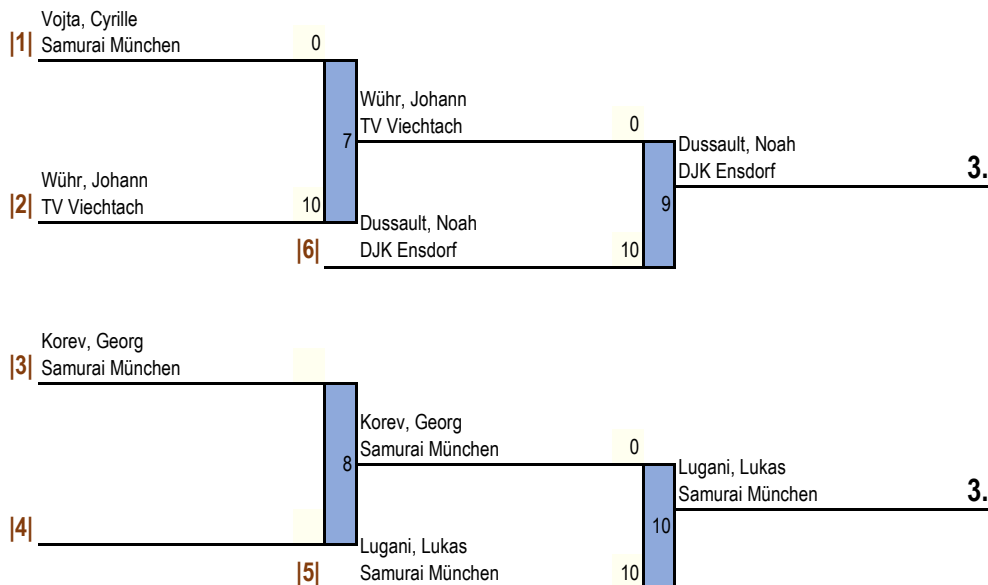 Vojta, Cyrille
|1| Samurai München 0
Wühr, Johann
TV Viechtach 0
7
Dussault, Noah
DJK Ensdorf 3.
Wühr, Johann
|2| TV Viechtach 10
9
Dussault, Noah
|6| DJK Ensdorf 10
Korev, Georg
|3| Samurai München
Korev, Georg
Samurai München 0
8
Lugani, Lukas
Samurai München 3.
|4|
10
Lugani, Lukas
|5| Samurai München 10